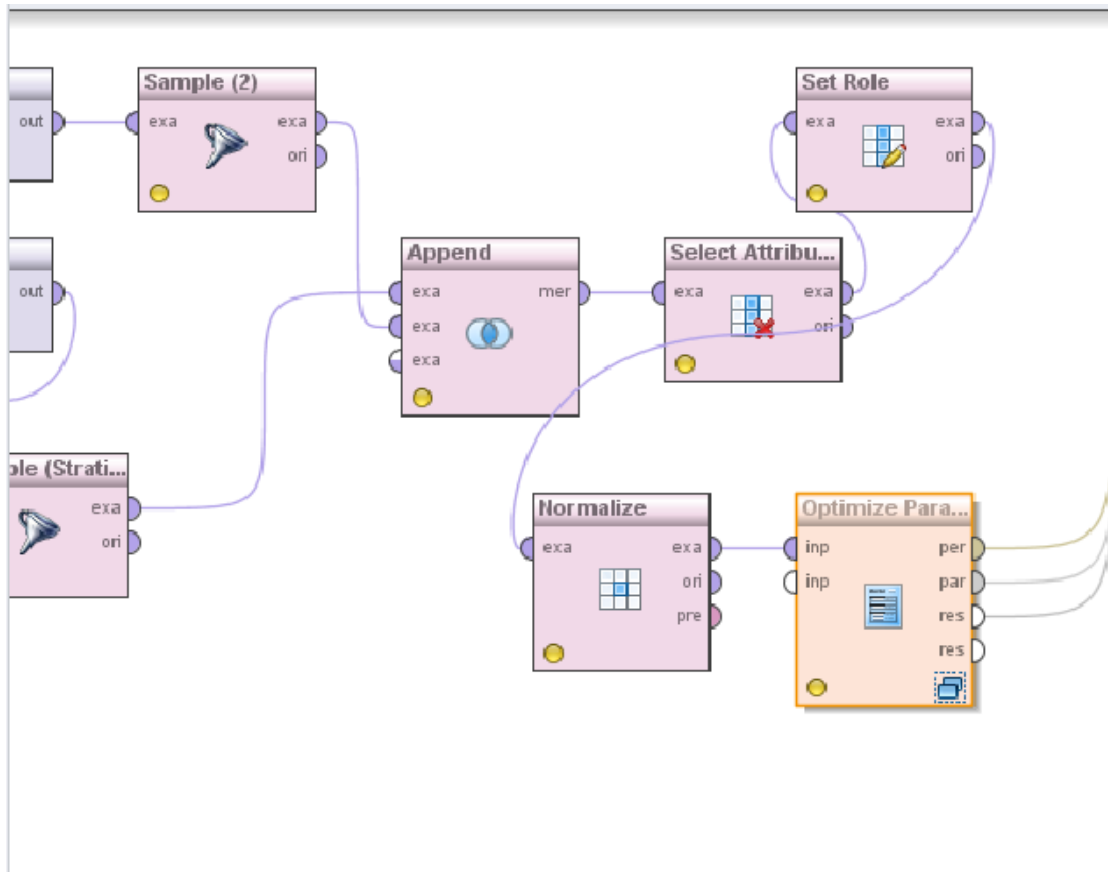 out
Sample (2)
exa exa
ori
Set Role
exa exa
ori
out
Append
exa mer
exa
exa
Select Attribu...
exa exa
ori
ple (Strati...
exa
ori
Normalize
exa exa
ori
pre
Optimize Para...
inp per
inp par
res
res